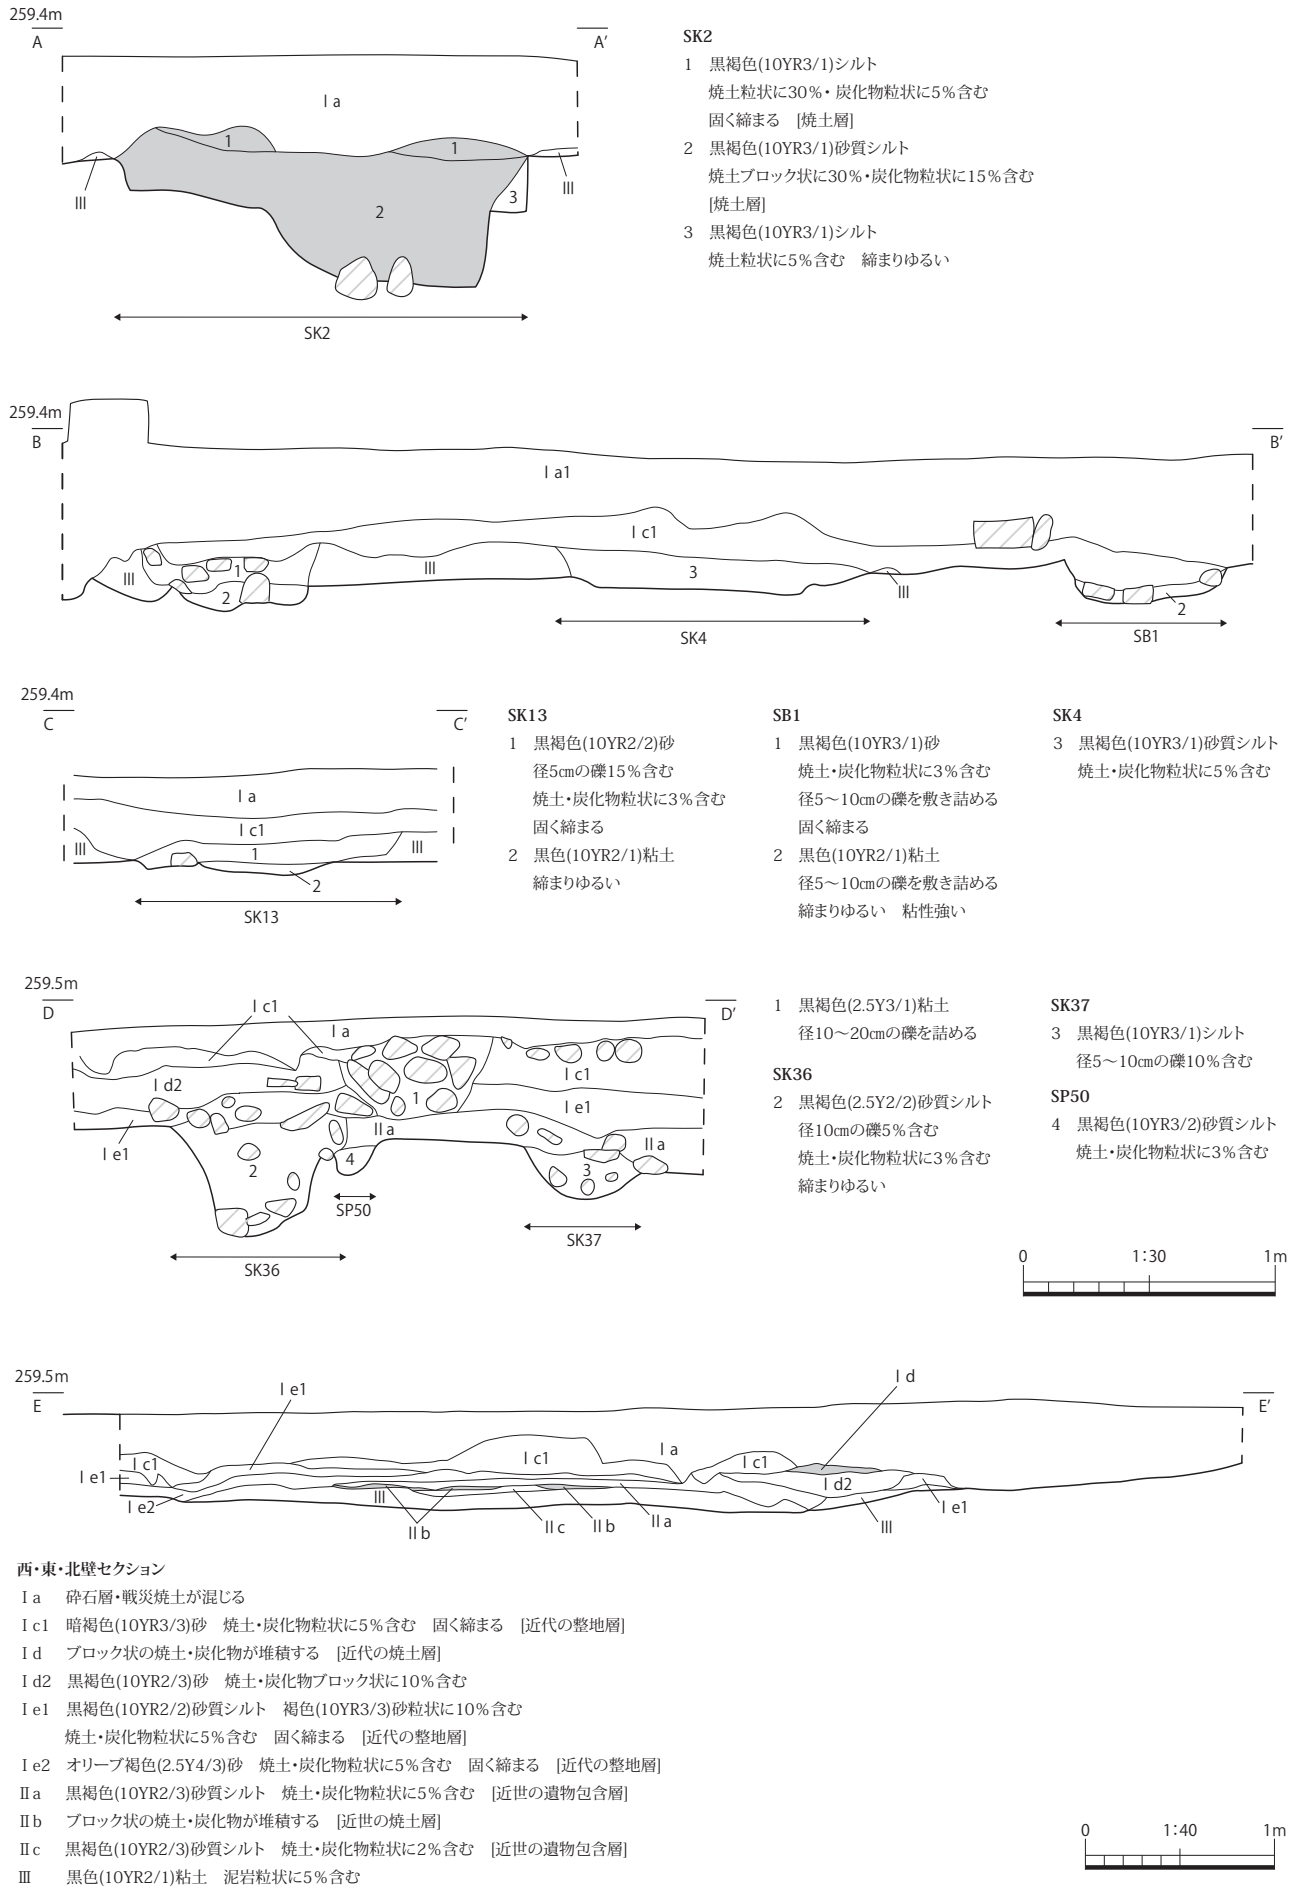 259.4m
A A′
Ⅰa
1 1
Ⅲ Ⅲ
3
2
SK2
SK2
1 黒褐色(10YR3/1)シルト
焼土粒状に30%・炭化物粒状に5%含む
固く締まる [焼土層]
2 黒褐色(10YR3/1)砂質シルト
焼土ブロック状に30%・炭化物粒状に15%含む
[焼土層]
3 黒褐色(10YR3/1)シルト
焼土粒状に5%含む 締まりゆるい
259.4m
B B′
Ⅰa1
Ⅰc1
Ⅲ 1 Ⅲ 3
2 Ⅲ 2
SK4 SB1
259.4m
C C′
Ⅰa
Ⅰc1
Ⅲ 1 Ⅲ
2
SK13
SK13
1 黒褐色(10YR2/2)砂
径5㎝の礫15%含む
焼土・炭化物粒状に3%含む
固く締まる
2 黒色(10YR2/1)粘土
締まりゆるい
SB1
1 黒褐色(10YR3/1)砂
焼土・炭化物粒状に3%含む
径5～10㎝の礫を敷き詰める
固く締まる
2 黒色(10YR2/1)粘土
径5～10㎝の礫を敷き詰める
締まりゆるい 粘性強い
SK4
3 黒褐色(10YR3/1)砂質シルト
焼土・炭化物粒状に5%含む
259.5m
D D′
Ⅰc1 Ⅰa
Ⅰd2 Ⅰc1
1 Ⅰe1
Ⅰe1 Ⅱa Ⅱa
2 4 3
SP50
SK37
SK36
1 黒褐色(2.5Y3/1)粘土
径10～20㎝の礫を詰める
SK36
2 黒褐色(2.5Y2/2)砂質シルト
径10㎝の礫5%含む
焼土・炭化物粒状に3%含む
締まりゆるい
SK37
3 黒褐色(10YR3/1)シルト
径5～10㎝の礫10%含む
SP50
4 黒褐色(10YR3/2)砂質シルト
焼土・炭化物粒状に3%含む
0 1:30 1m
259.5m
E E′
Ⅰe1 Ⅰd
Ⅰc1 Ⅰc1 Ⅰa Ⅰc1
Ⅰe1 Ⅰd2
Ⅰe2 Ⅲ Ⅰe1
Ⅱb Ⅱc Ⅱb Ⅱa Ⅲ
西・東・北壁セクション
Ⅰa 砕石層・戦災焼土が混じる
Ⅰc1 暗褐色(10YR3/3)砂 焼土・炭化物粒状に5%含む 固く締まる [近代の整地層]
Ⅰd ブロック状の焼土・炭化物が堆積する [近代の焼土層]
Ⅰd2 黒褐色(10YR2/3)砂 焼土・炭化物ブロック状に10%含む
Ⅰe1 黒褐色(10YR2/2)砂質シルト 褐色(10YR3/3)砂粒状に10%含む
焼土・炭化物粒状に5%含む 固く締まる [近代の整地層]
Ⅰe2 オリーブ褐色(2.5Y4/3)砂 焼土・炭化物粒状に5%含む 固く締まる [近代の整地層]
Ⅱa 黒褐色(10YR2/3)砂質シルト 焼土・炭化物粒状に5%含む [近世の遺物包含層]
Ⅱb ブロック状の焼土・炭化物が堆積する [近世の焼土層]
Ⅱc 黒褐色(10YR2/3)砂質シルト 焼土・炭化物粒状に2%含む [近世の遺物包含層]
Ⅲ 黒色(10YR2/1)粘土 泥岩粒状に5%含む
0 1:40 1m